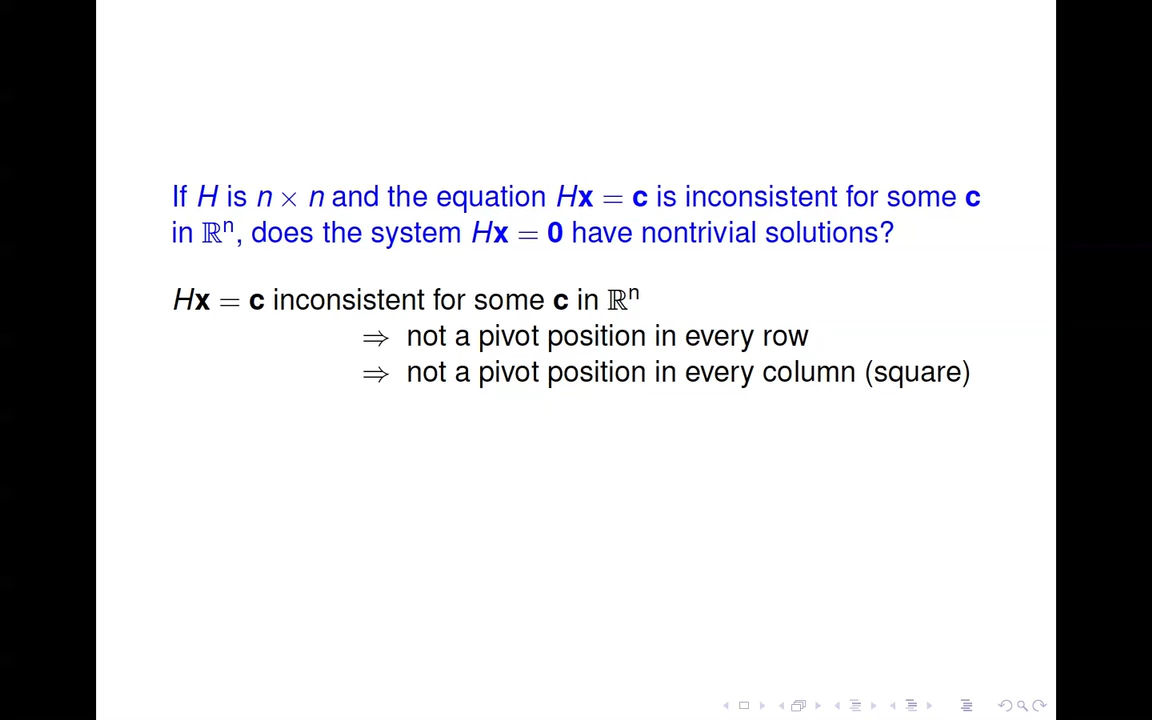 If H is n × n and the equation Hx = c is inconsistent for some c
in ℝⁿ, does the system Hx = 0 have nontrivial solutions?
Hx = c inconsistent for some c in ℝⁿ
⇒ not a pivot position in every row
⇒ not a pivot position in every column (square)